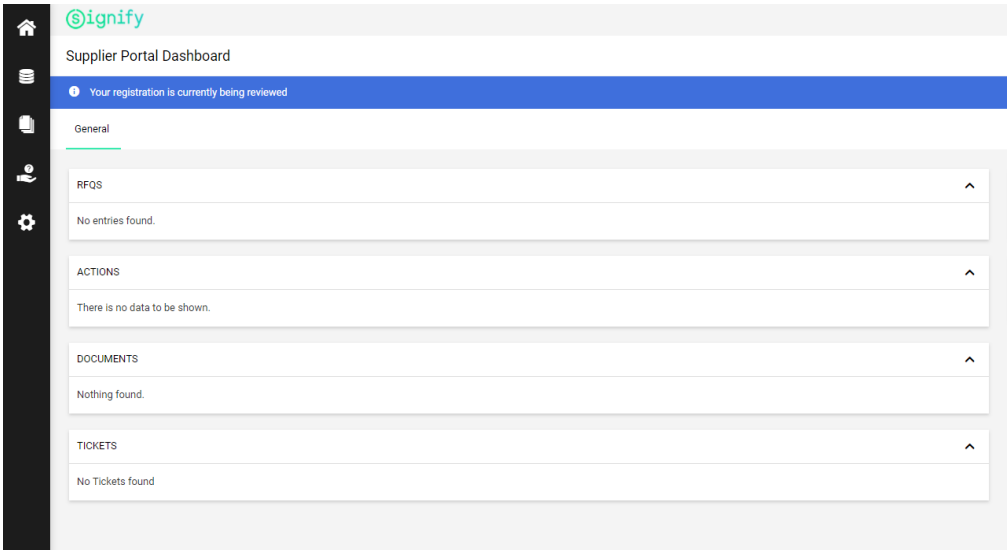 signify
Supplier Portal Dashboard
Your registration is currently being reviewed
General
RFQS
No entries found.
ACTIONS
There is no data to be shown.
DOCUMENTS
Nothing found.
TICKETS
No Tickets found